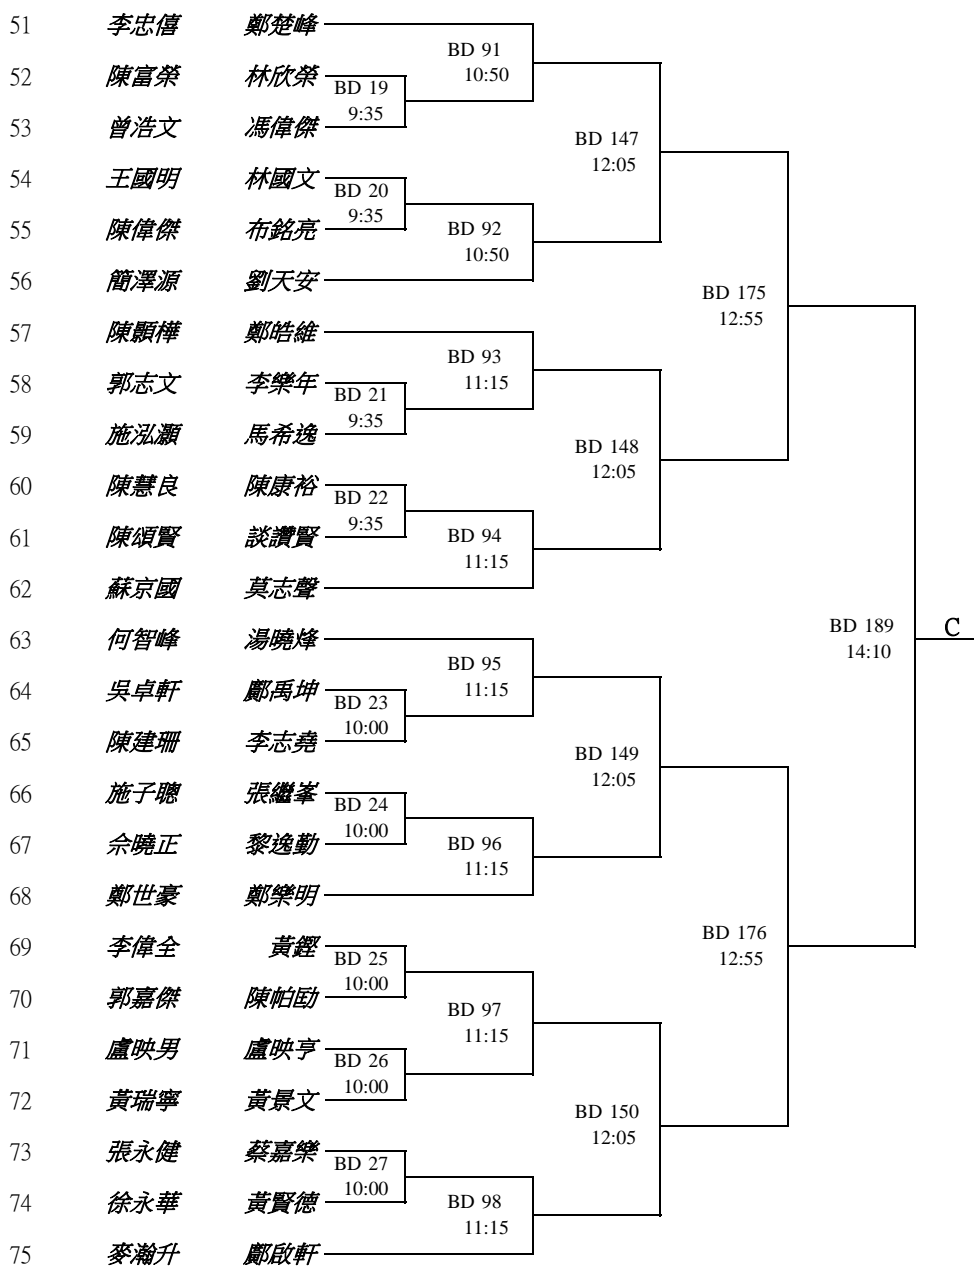 51 李忠僖 鄭楚峰
BD 91
52 陳富榮 林欣榮
10:50
BD 19
9:35
53 曾浩文 馮偉傑
BD 147
12:05
54 王國明 林國文
BD 20
9:35
55 陳偉傑 布銘亮
BD 92
10:50
56 簡澤源 劉天安
BD 175
12:55
57 陳顥樺 鄭皓維
BD 93
11:15
58 郭志文 李樂年
BD 21
9:35
59 施泓灝 馬希逸
BD 148
12:05
60 陳慧良 陳康裕
BD 22
9:35
61 陳頌賢 談讚賢
BD 94
11:15
62 蘇京國 莫志聲
BD 189 C
14:10
63 何智峰 湯曉烽
BD 95
11:15
64 吳卓軒 鄺禹坤
BD 23
10:00
65 陳建珊 李志堯
BD 149
12:05
66 施子聰 張繼峯
BD 24
10:00
67 佘曉正 黎逸勤
BD 96
11:15
68 鄭世豪 鄭樂明
BD 176
12:55
69 李偉全 黃鏗
BD 25
10:00
70 郭嘉傑 陳帕勔
BD 97
11:15
71 盧映男 盧映亨
BD 26
10:00
72 黃瑞寧 黃景文
BD 150
12:05
73 張永健 蔡嘉樂
BD 27
10:00
74 徐永華 黃賢德
BD 98
11:15
75 麥瀚升 鄺啟軒